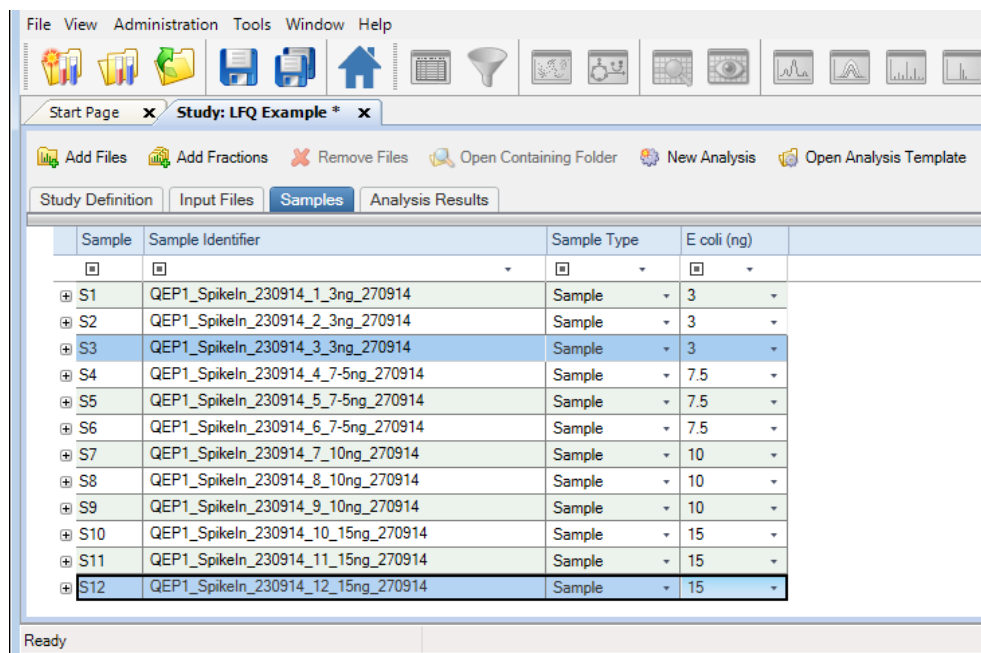 File View Administration Tools Window Help
Start Page x Study: LFQ Example * x
Add Files Add Fractions Remove Files Open Containing Folder New Analysis Open Analysis Template
Study Definition Input Files Samples Analysis Results
Sample Sample Identifier Sample Type E coli (ng)
S1 QEP1_SpikeIn_230914_1_3ng_270914 Sample 3
S2 QEP1_SpikeIn_230914_2_3ng_270914 Sample 3
S3 QEP1_SpikeIn_230914_3_3ng_270914 Sample 3
S4 QEP1_SpikeIn_230914_4_7-5ng_270914 Sample 7.5
S5 QEP1_SpikeIn_230914_5_7-5ng_270914 Sample 7.5
S6 QEP1_SpikeIn_230914_6_7-5ng_270914 Sample 7.5
S7 QEP1_SpikeIn_230914_7_10ng_270914 Sample 10
S8 QEP1_SpikeIn_230914_8_10ng_270914 Sample 10
S9 QEP1_SpikeIn_230914_9_10ng_270914 Sample 10
S10 QEP1_SpikeIn_230914_10_15ng_270914 Sample 15
S11 QEP1_SpikeIn_230914_11_15ng_270914 Sample 15
S12 QEP1_SpikeIn_230914_12_15ng_270914 Sample 15
Ready